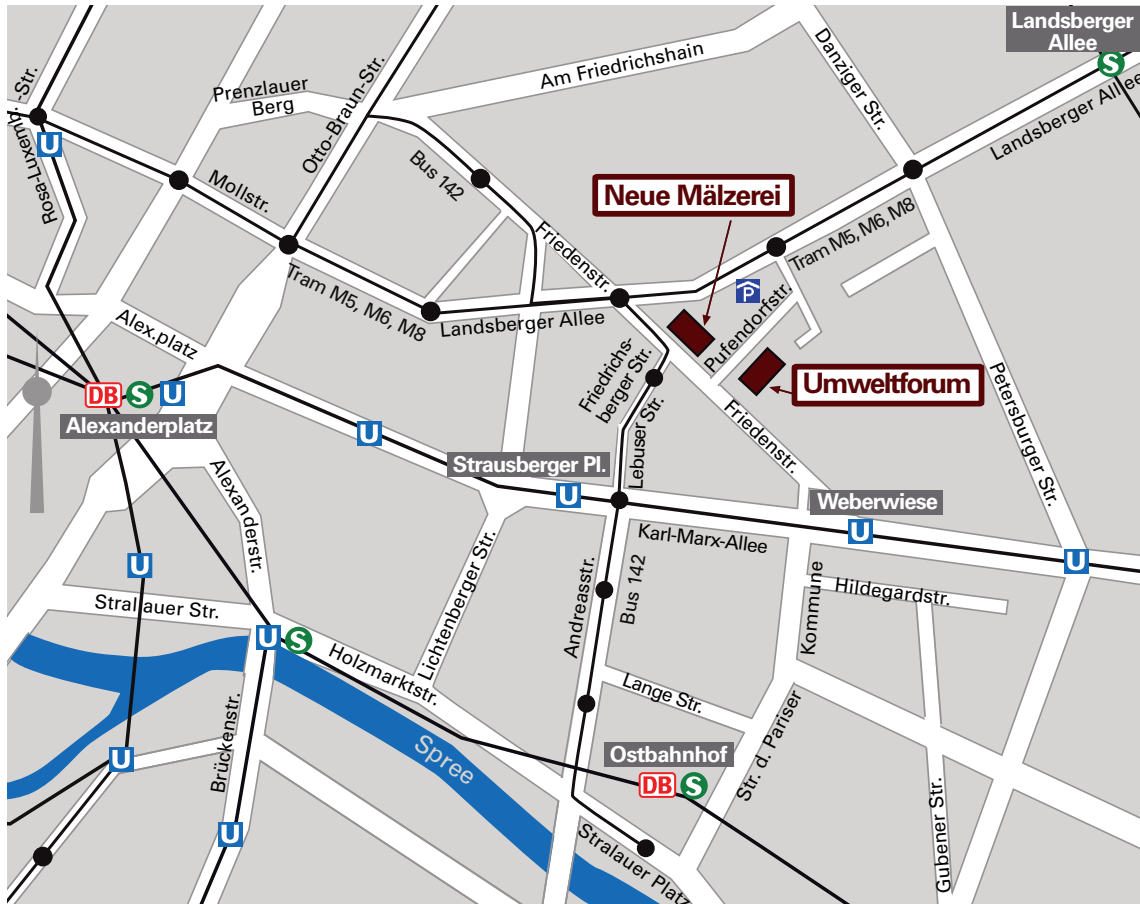 Landsberger
Allee
S
Danziger Str.
Am Friedrichshain
Prenzlauer
Berg
Otto-Braun-Str.
Rosa-Luxemb.-Str.
U
Landsberger Allee
Bus 142
Mollstr.
Neue Mälzerei
Friedenstr.
Tram M5, M6, M8
Tram M5, M6, M8
P
Landsberger Allee
Pufendorfstr.
Alex.platz
Friedrichs-
berger Str.
Umweltforum
Petersburger Str.
DB S U
Alexanderplatz
U
Lebuser Str.
Friedenstr.
Strausberger Pl.
U
Weberwiese
U
Alexanderstr.
Karl-Marx-Allee
U
U
Lichtenberger Str.
Andreasstr.
Bus 142
Kommune
Hildegardstr.
Strallauer Str.
U S
Holzmarktstr.
Lange Str.
Brückenstr.
Spree
Ostbahnhof
DB S
Str. d. Pariser
U
U
Gubener Str.
Stralauer Platz